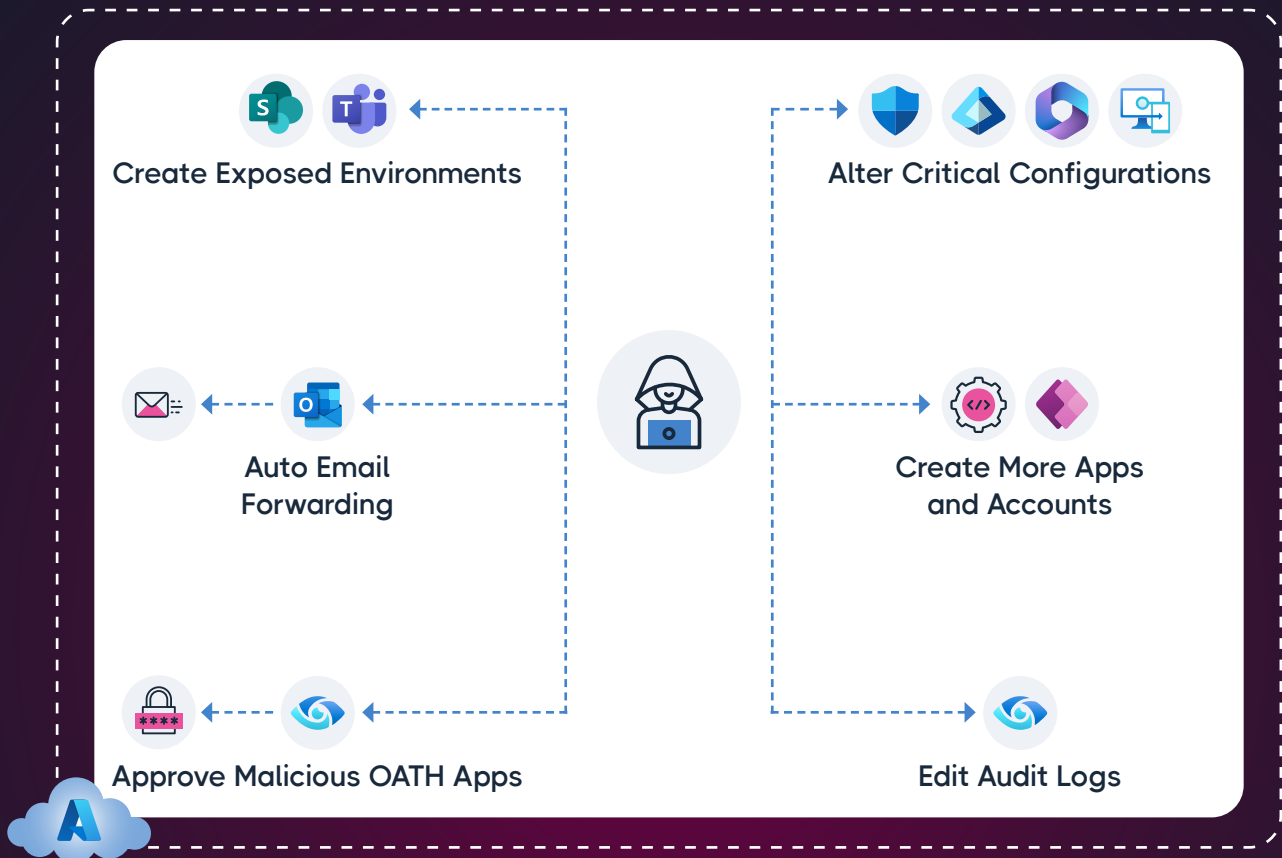 S
T
Create Exposed Environments
Alter Critical Configurations
O
</>
Auto Email
Forwarding
Create More Apps
and Accounts
****
Approve Malicious OATH Apps
Edit Audit Logs